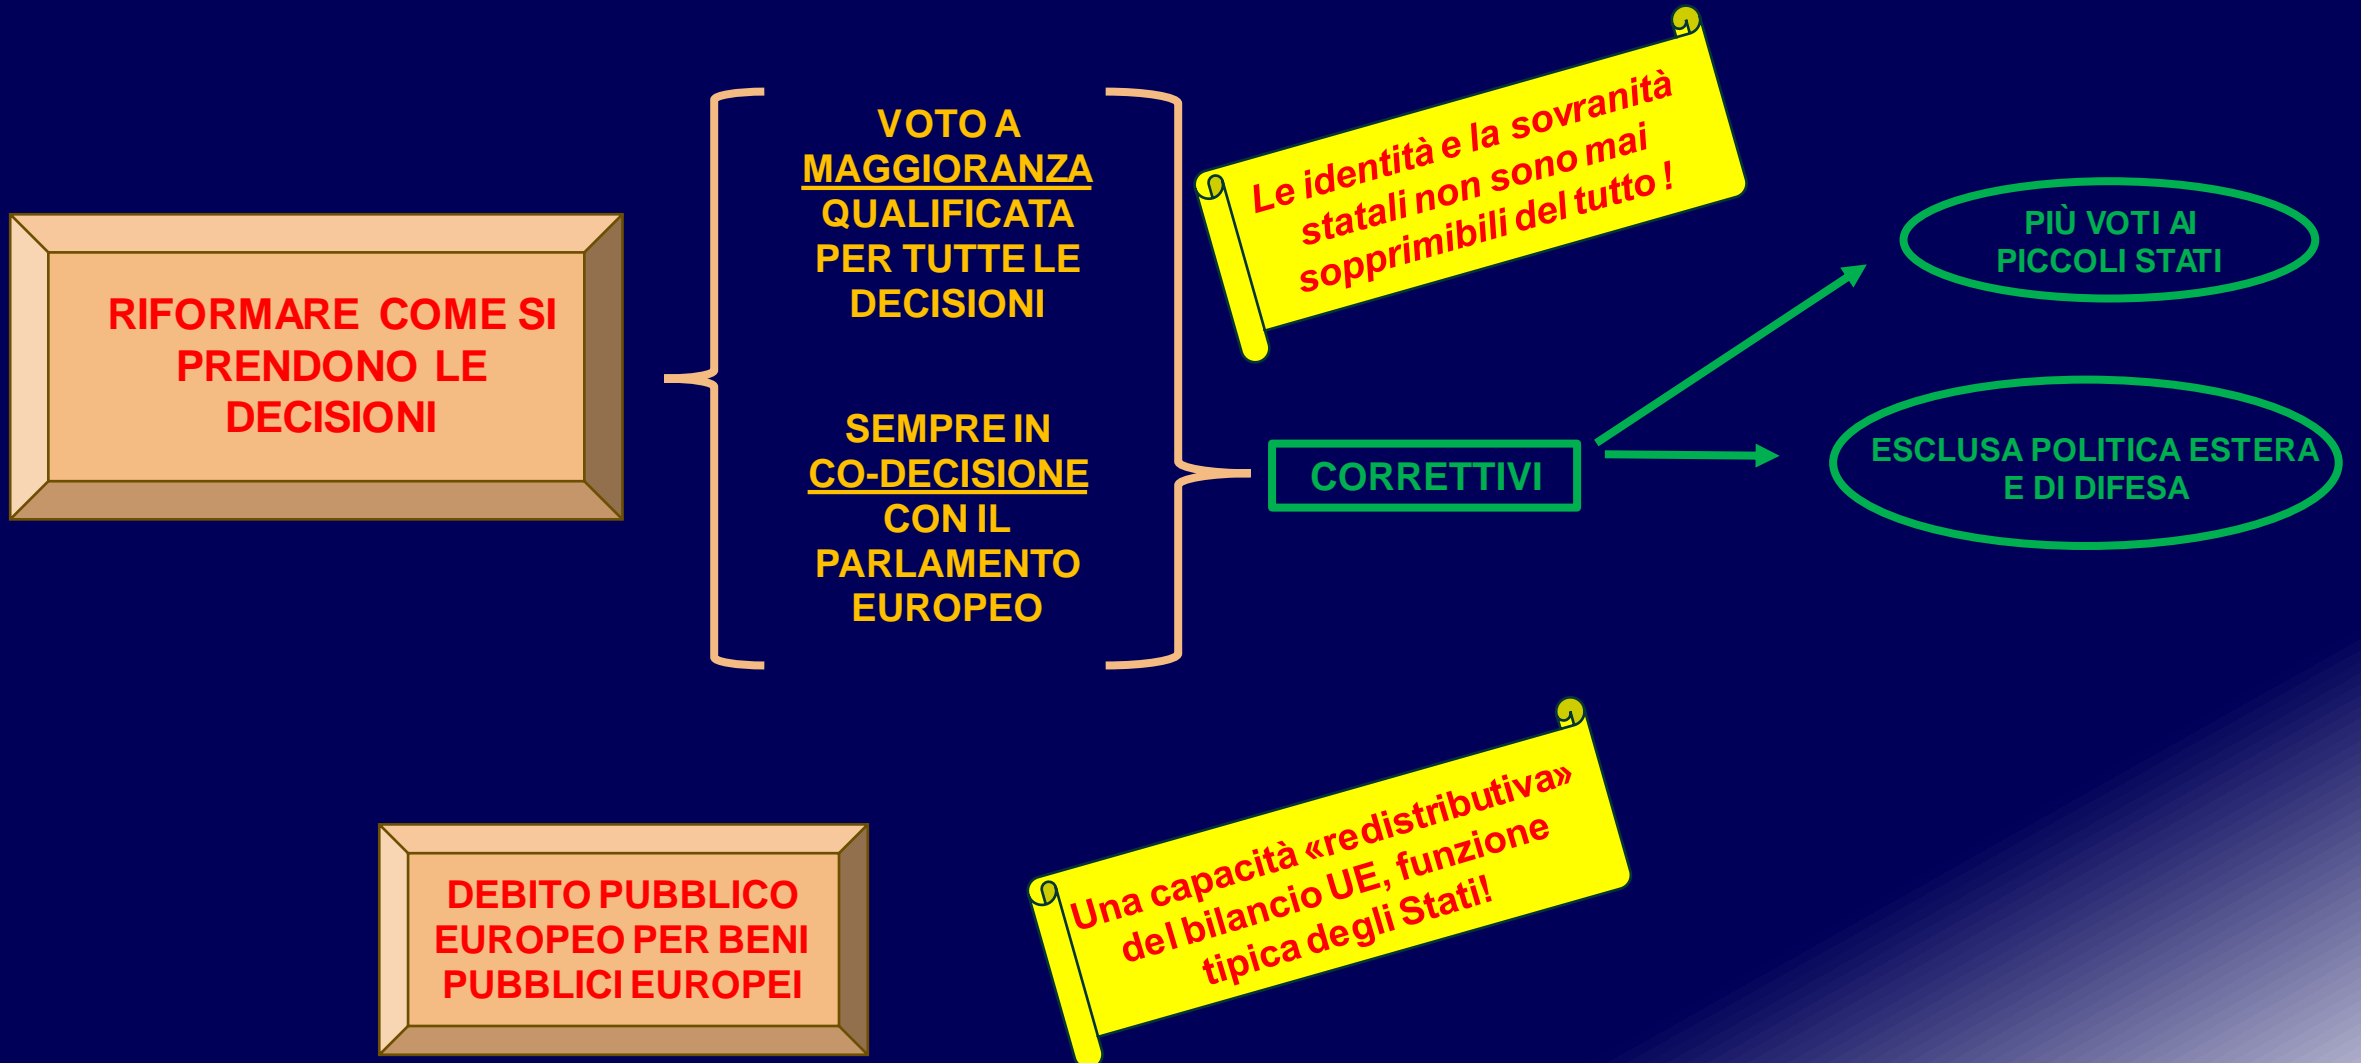 RIFORMARE COME SI
PRENDONO LE
DECISIONI
VOTO A
MAGGIORANZA
QUALIFICATA
PER TUTTE LE
DECISIONI
SEMPRE IN
CO-DECISIONE
CON IL
PARLAMENTO
EUROPEO
Le identità e la sovranità
statali non sono mai
sopprimibili del tutto !
CORRETTIVI
PIÙ VOTI AI
PICCOLI STATI
ESCLUSA POLITICA ESTERA
E DI DIFESA
DEBITO PUBBLICO
EUROPEO PER BENI
PUBBLICI EUROPEI
Una capacità «redistributiva»
del bilancio UE, funzione
tipica degli Stati!